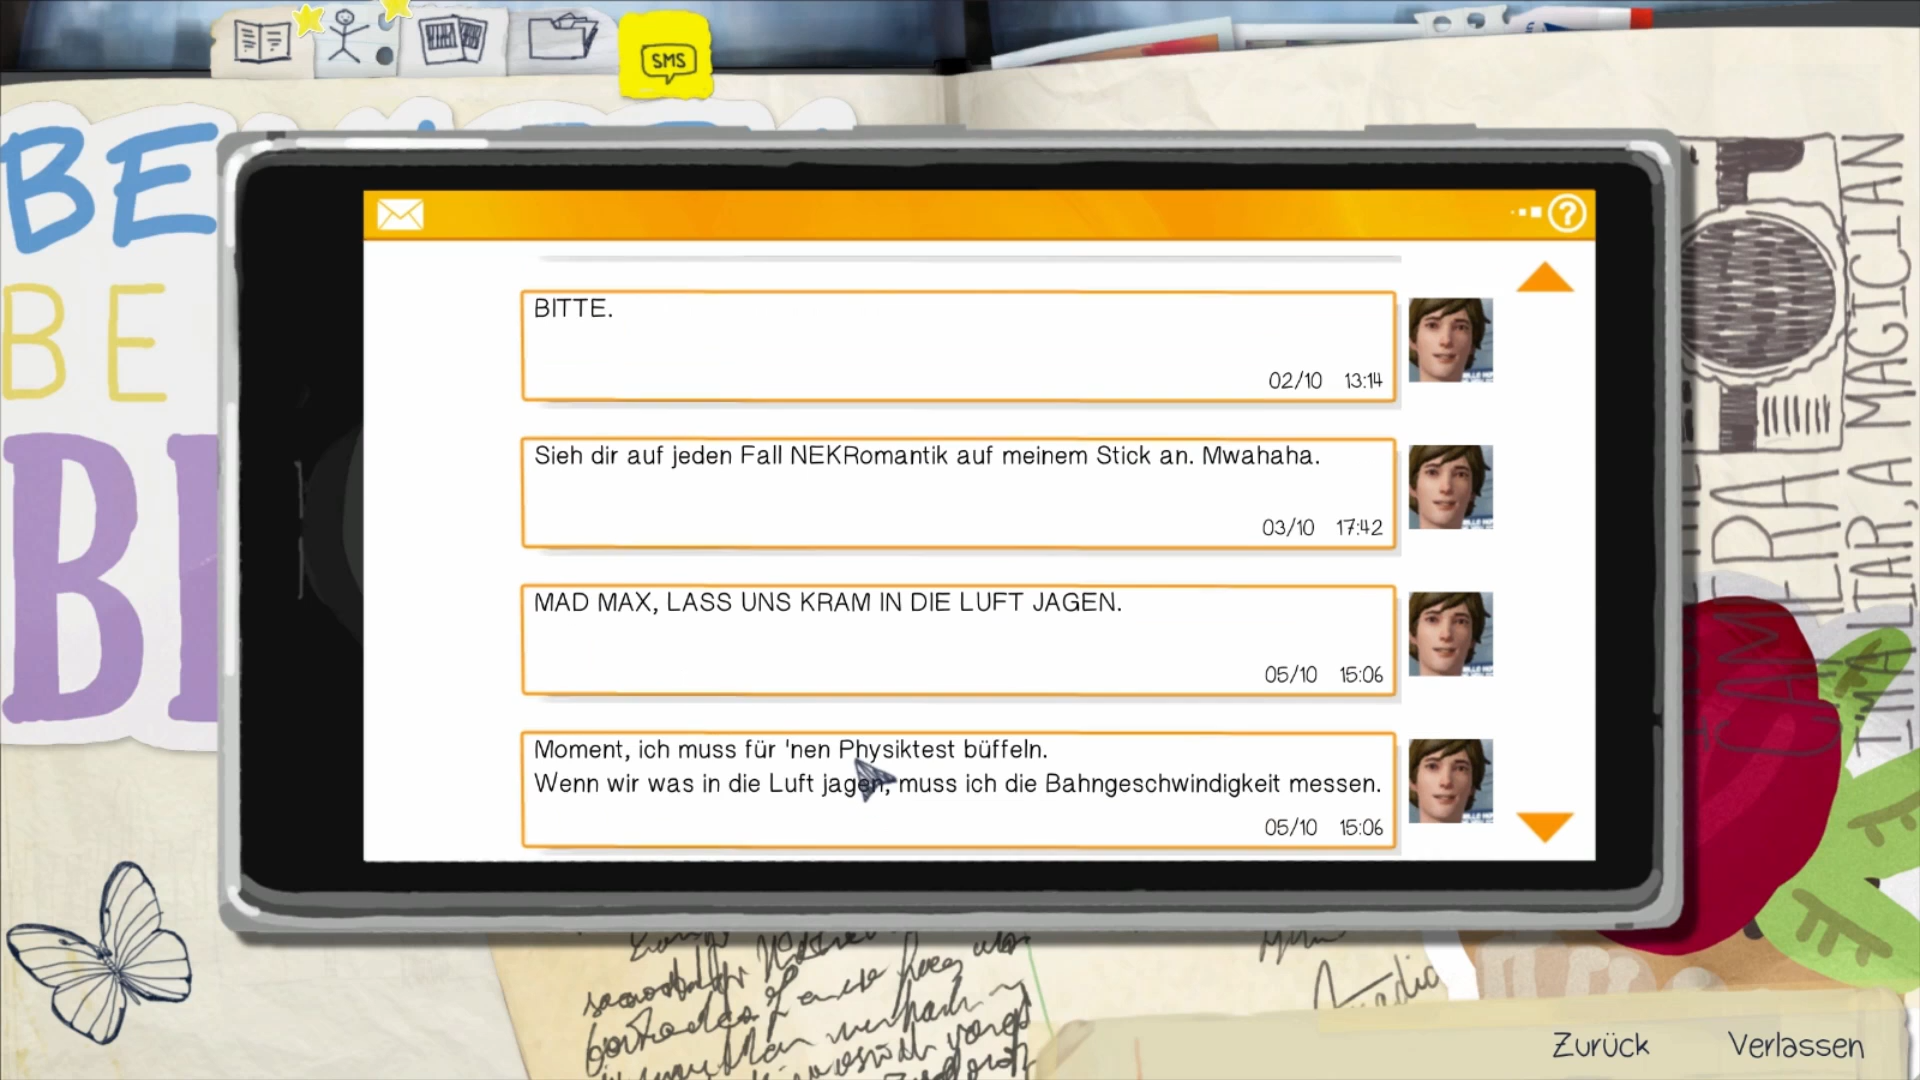 SMS
BE
BE
BITTE.
02/10 13:14
Sieh dir auf jeden Fall NEKRomantik auf meinem Stick an. Mwahaha.
03/10 17:42
MAD MAX, LASS UNS KRAM IN DIE LUFT JAGEN.
05/10 15:06
Moment, ich muss für 'nen Physiktest büffeln.
Wenn wir was in die Luft jagen, muss ich die Bahngeschwindigkeit messen.
05/10 15:06
CAMERA
LIAR, A MAGICIAN
Zurück Verlassen